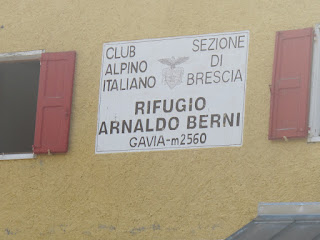 CLUB ALPINO ITALIANO
SEZIONE DI BRESCIA
RIFUGIO
ARNALDO BERNI
GAVIA-m2560